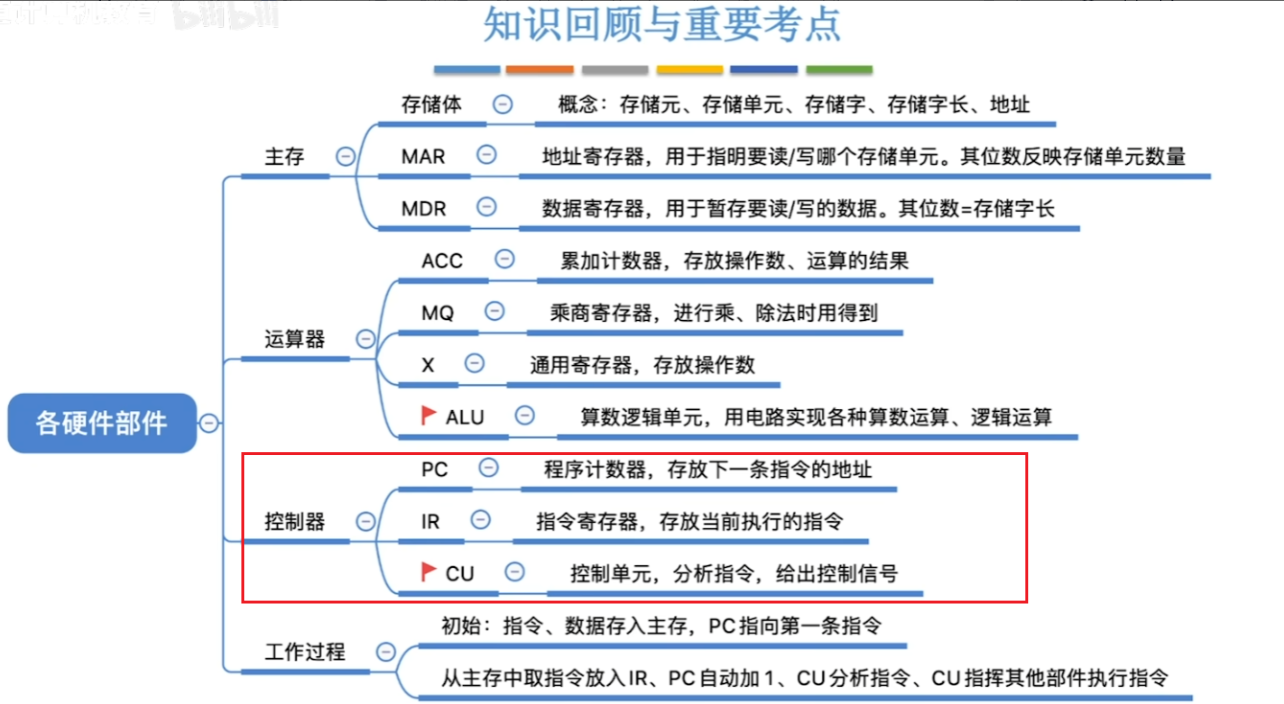 bilibili
知识回顾与重要考点
存储体 概念：存储元、存储单元、存储字、存储字长、地址
主存
MAR 地址寄存器，用于指明要读/写哪个存储单元。其位数反映存储单元数量
MDR 数据寄存器，用于暂存要读/写的数据。其位数=存储字长
ACC 累加计数器，存放操作数、运算的结果
MQ 乘商寄存器，进行乘、除法时用得到
运算器
X 通用寄存器，存放操作数
ALU 算数逻辑单元，用电路实现各种算数运算、逻辑运算
各硬件部件
PC 程序计数器，存放下一条指令的地址
控制器
IR 指令寄存器，存放当前执行的指令
CU 控制单元，分析指令，给出控制信号
工作过程
初始：指令、数据存入主存，PC指向第一条指令
从主存中取指令放入IR、PC自动加1、CU分析指令、CU指挥其他部件执行指令